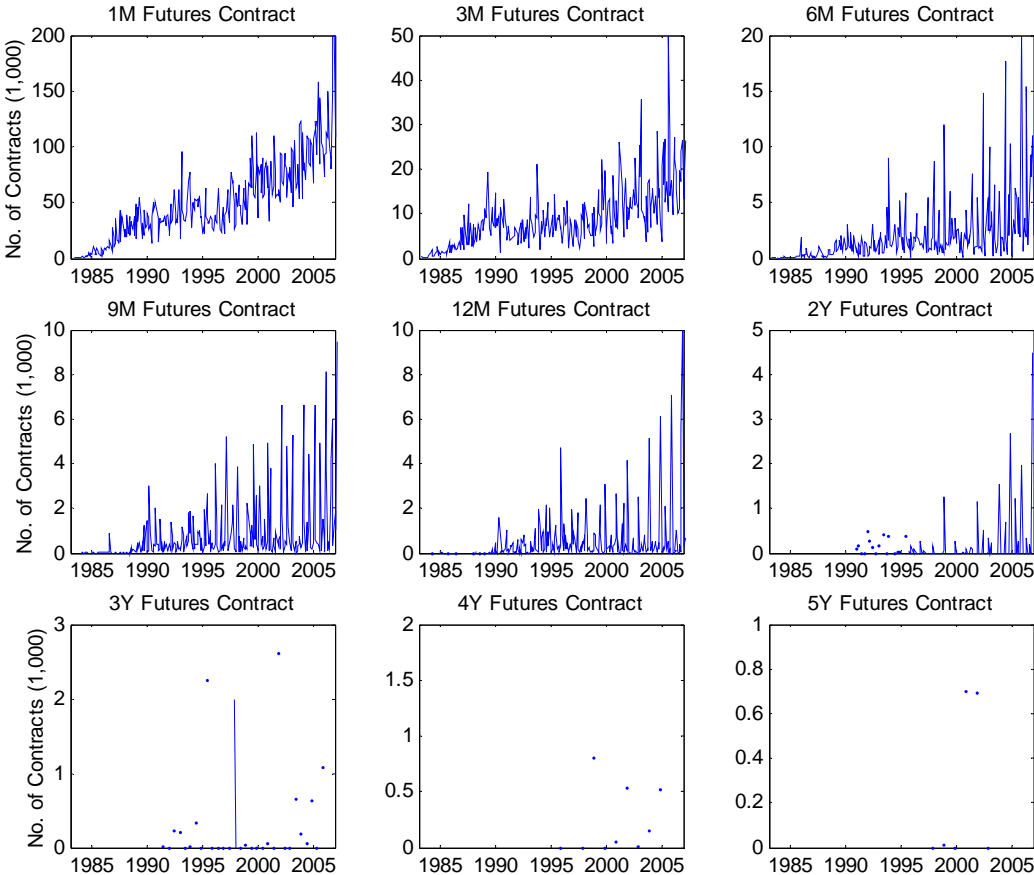 1M Futures Contract
3M Futures Contract
6M Futures Contract
No. of Contracts (1,000)
200
150
100
50
0
1985 1990 1995 2000 2005
50
40
30
20
10
0
1985 1990 1995 2000 2005
20
15
10
5
0
1985 1990 1995 2000 2005
9M Futures Contract
12M Futures Contract
2Y Futures Contract
No. of Contracts (1,000)
10
8
6
4
2
0
1985 1990 1995 2000 2005
10
8
6
4
2
0
1985 1990 1995 2000 2005
5
4
3
2
1
0
1985 1990 1995 2000 2005
3Y Futures Contract
4Y Futures Contract
5Y Futures Contract
No. of Contracts (1,000)
3
2
1
0
1985 1990 1995 2000 2005
2
1.5
1
0.5
0
1985 1990 1995 2000 2005
1
0.8
0.6
0.4
0.2
0
1985 1990 1995 2000 2005